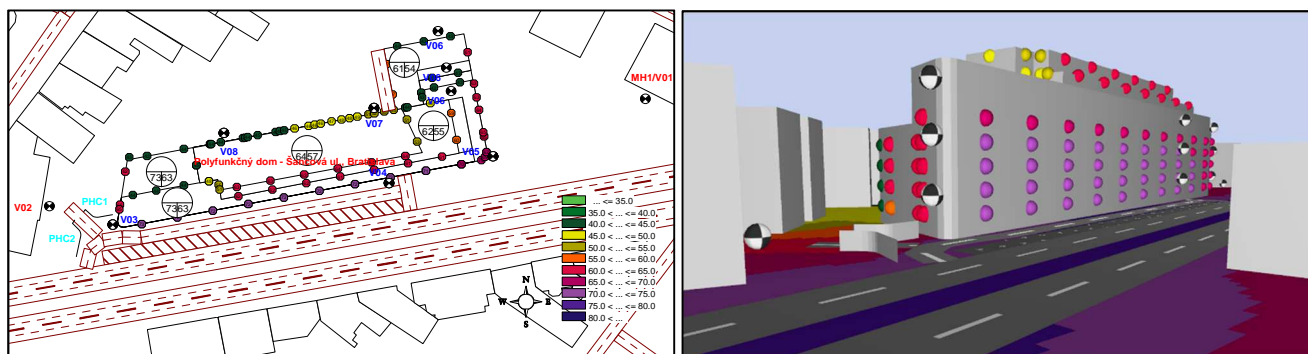 V06
6154
V06
V06
MH1/V01
V07
6255
V08
6457
Polyfunkčný dom - Šancová ul., Bratislava
V05
7363
V04
7363
PHC1
V02
V03
PHC2
N
W
S
... <= 35.0
35.0 < ... <= 40.0
40.0 < ... <= 45.0
45.0 < ... <= 50.0
50.0 < ... <= 55.0
55.0 < ... <= 60.0
60.0 < ... <= 65.0
65.0 < ... <= 70.0
70.0 < ... <= 75.0
75.0 < ... <= 80.0
80.0 < ...